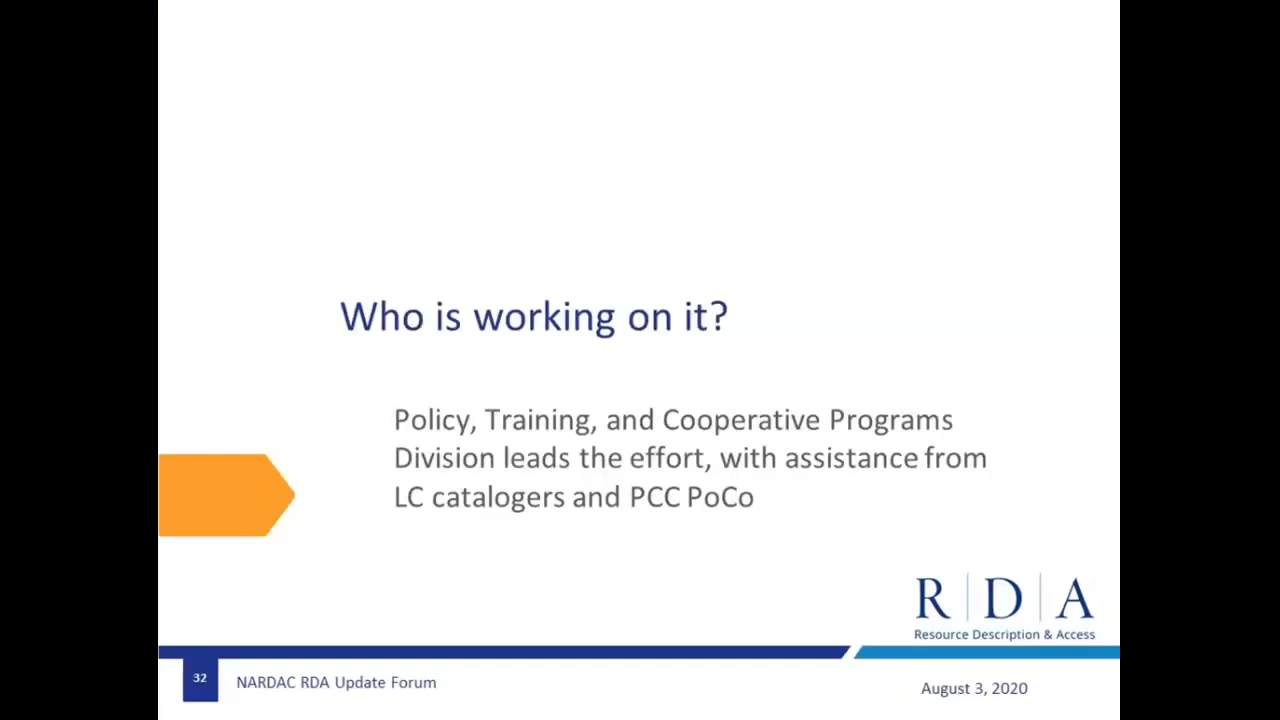 Who is working on it?
Policy, Training, and Cooperative Programs
Division leads the effort, with assistance from
LC catalogers and PCC PoCo
R D A
Resource Description & Access
32
NARDAC RDA Update Forum
August 3, 2020